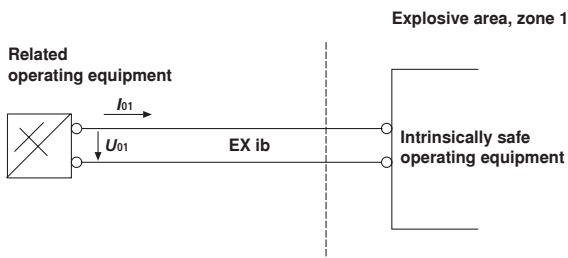 Explosive area, zone 1
Related
operating equipment
I01
U01
EX ib
Intrinsically safe
operating equipment